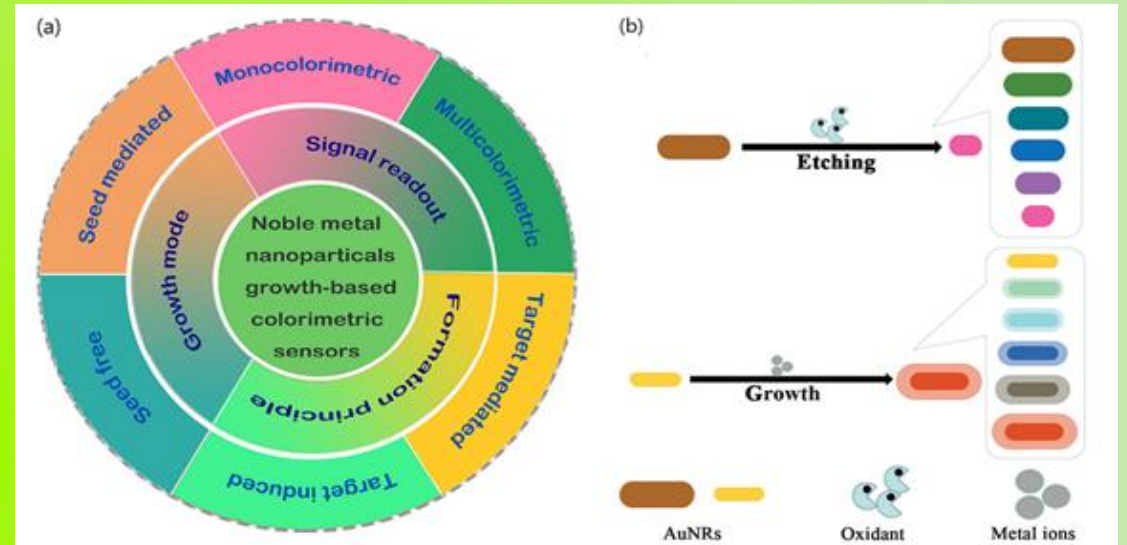 (a)
Monocolorimetric
Multicolorimetric
Seed mediated
Signal readout
Growth mode
Noble metal
nanoparticals
growth-based
colorimetric
sensors
Formation principle
Target mediated
Seed free
Target induced
(b)
Etching
Growth
AuNRs
Oxidant
Metal ions